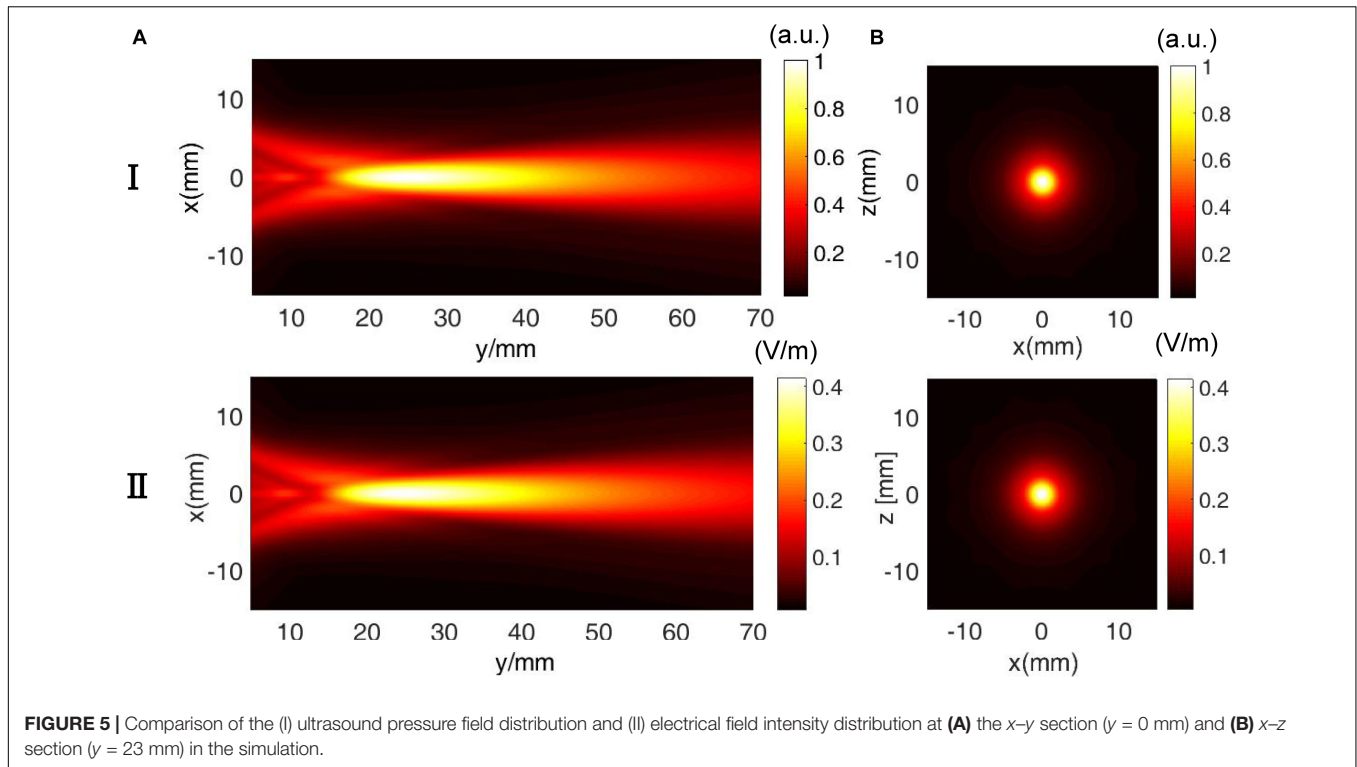 A
(a.u.)
B
(a.u.)
I
x(mm)
10
0
-10
10 20 30 40 50 60 70
y/mm
1
0.8
0.6
0.4
0.2
z(mm)
10
0
-10
-10 0 10
x(mm)
1
0.8
0.6
0.4
0.2
(V/m)
(V/m)
II
x(mm)
10
0
-10
10 20 30 40 50 60 70
y/mm
0.4
0.3
0.2
0.1
z [mm]
10
0
-10
-10 0 10
x(mm)
0.4
0.3
0.2
0.1
FIGURE 5 | Comparison of the (I) ultrasound pressure field distribution and (II) electrical field intensity distribution at (A) the x–y section (y = 0 mm) and (B) x–z
section (y = 23 mm) in the simulation.